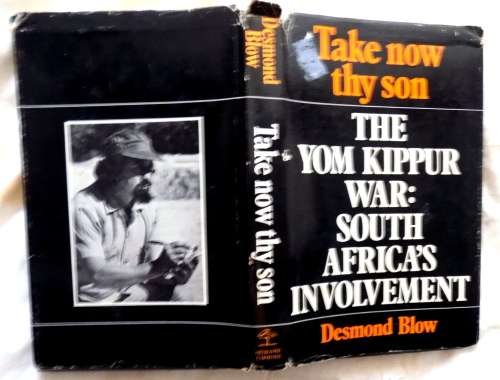 Take now
thy son
THE
YOM KIPPUR
WAR:
SOUTH
AFRICA'S
INVOLVEMENT
Desmond Blow
Desmond
Blow
Take now thy son